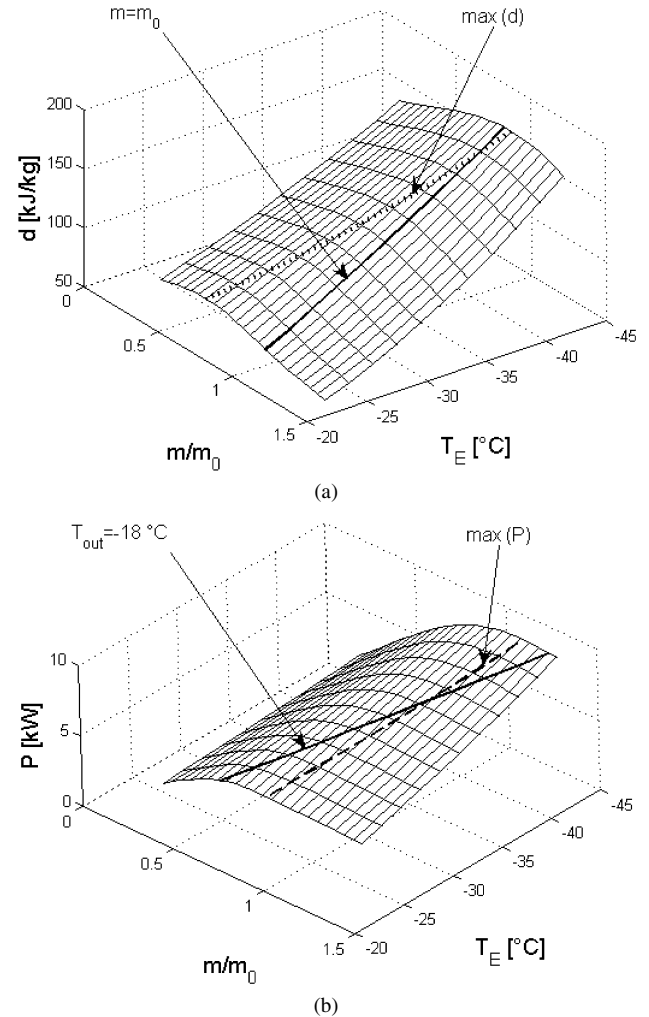 m=m0
max (d)
200
150
100
50
d [kJ/kg]
0
0.5
1
1.5
m/m0
-20
-25
-30
-35
-40
-45
TE [°C]
(a)
Tout=-18 °C
max (P)
10
5
0
P [kW]
0
0.5
1
1.5
m/m0
-20
-25
-30
-35
-40
-45
TE [°C]
(b)